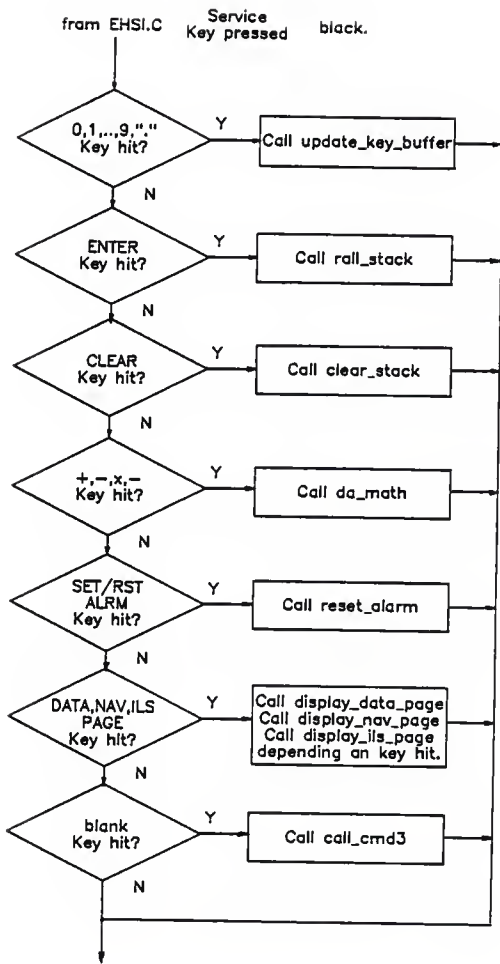 fram EHSI.C Service
Key pressed black.
0,1,..,9,"."
Key hit?
Y
Call update_key_buffer
N
ENTER
Key hit?
Y
Call rall_stack
N
CLEAR
Key hit?
Y
Call clear_stack
N
+,-,x,-
Key hit?
Y
Call da_math
N
SET/RST
ALRM
Key hit?
Y
Call reset_alarm
N
DATA,NAV,ILS
PAGE
Key hit?
Y
Call display_data_page
Call display_nav_page
Call display_ils_page
depending an key hit.
N
blank
Key hit?
Y
Call call_cmd3
N